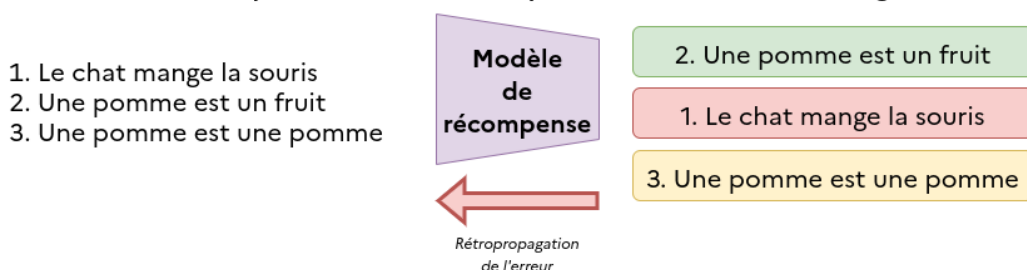 1. Le chat mange la souris
2. Une pomme est un fruit
3. Une pomme est une pomme
Modèle
de
récompense
2. Une pomme est un fruit
1. Le chat mange la souris
3. Une pomme est une pomme
Rétropropagation
de l'erreur